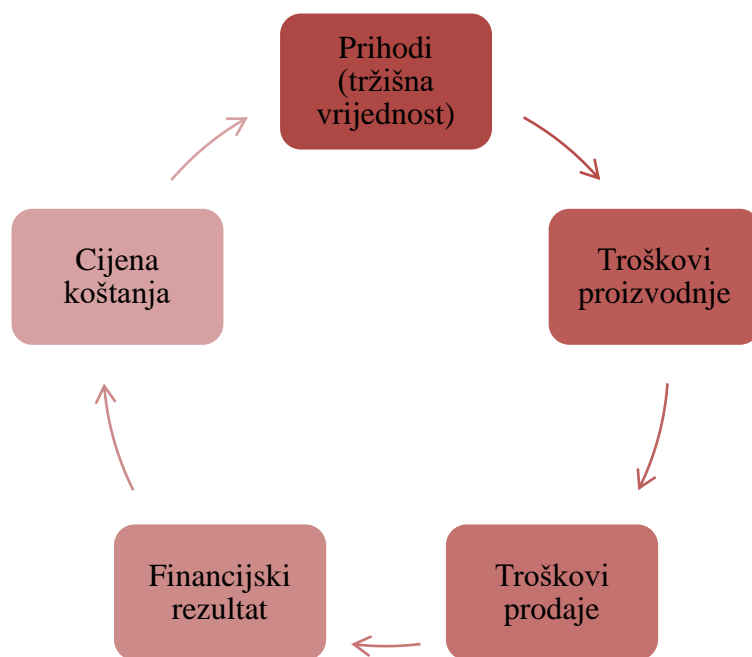 Prihodi
(tržišna
vrijednost)
Troškovi
proizvodnje
Troškovi
prodaje
Financijski
rezultat
Cijena
koštanja